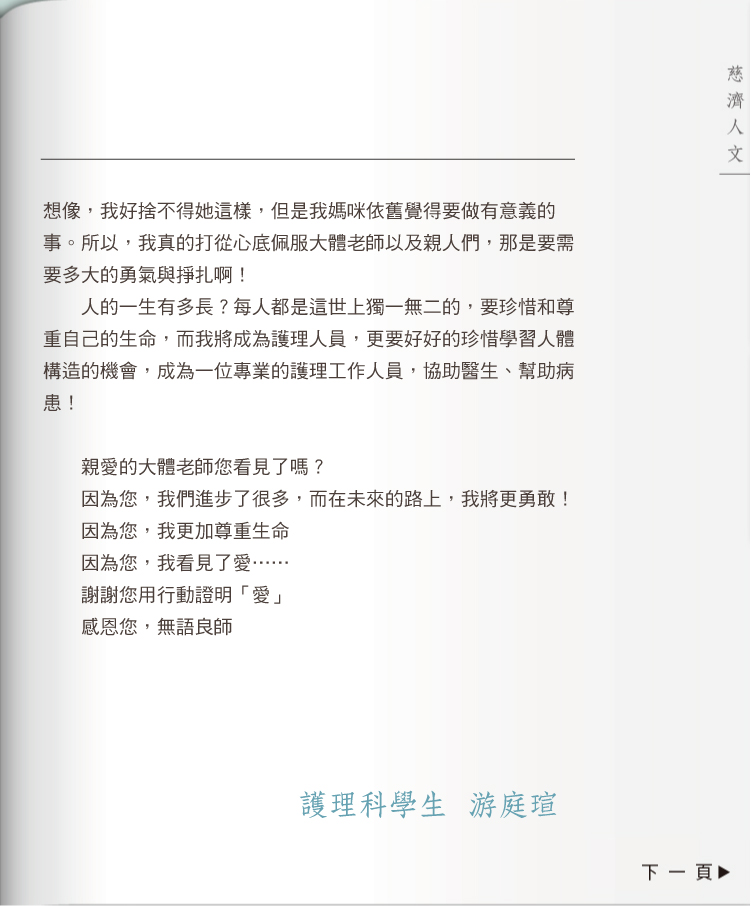 慈濟人文
想像，我好捨不得她這樣，但是我媽咪依舊覺得要做有意義的
事。所以，我真的打從心底佩服大體老師以及親人們，那是要需
要多大的勇氣與掙扎啊！
人的一生有多長？每人都是這世上獨一無二的，要珍惜和尊
重自己的生命，而我將成為護理人員，更要好好的珍惜學習人體
構造的機會，成為一位專業的護理工作人員，協助醫生、幫助病
患！
親愛的大體老師您看見了嗎？
因為您，我們進步了很多，而在未來的路上，我將更勇敢！
因為您，我更加尊重生命
因為您，我看見了愛……
謝謝您用行動證明「愛」
感恩您，無語良師
護理科學生 游庭瑄
下一頁▶